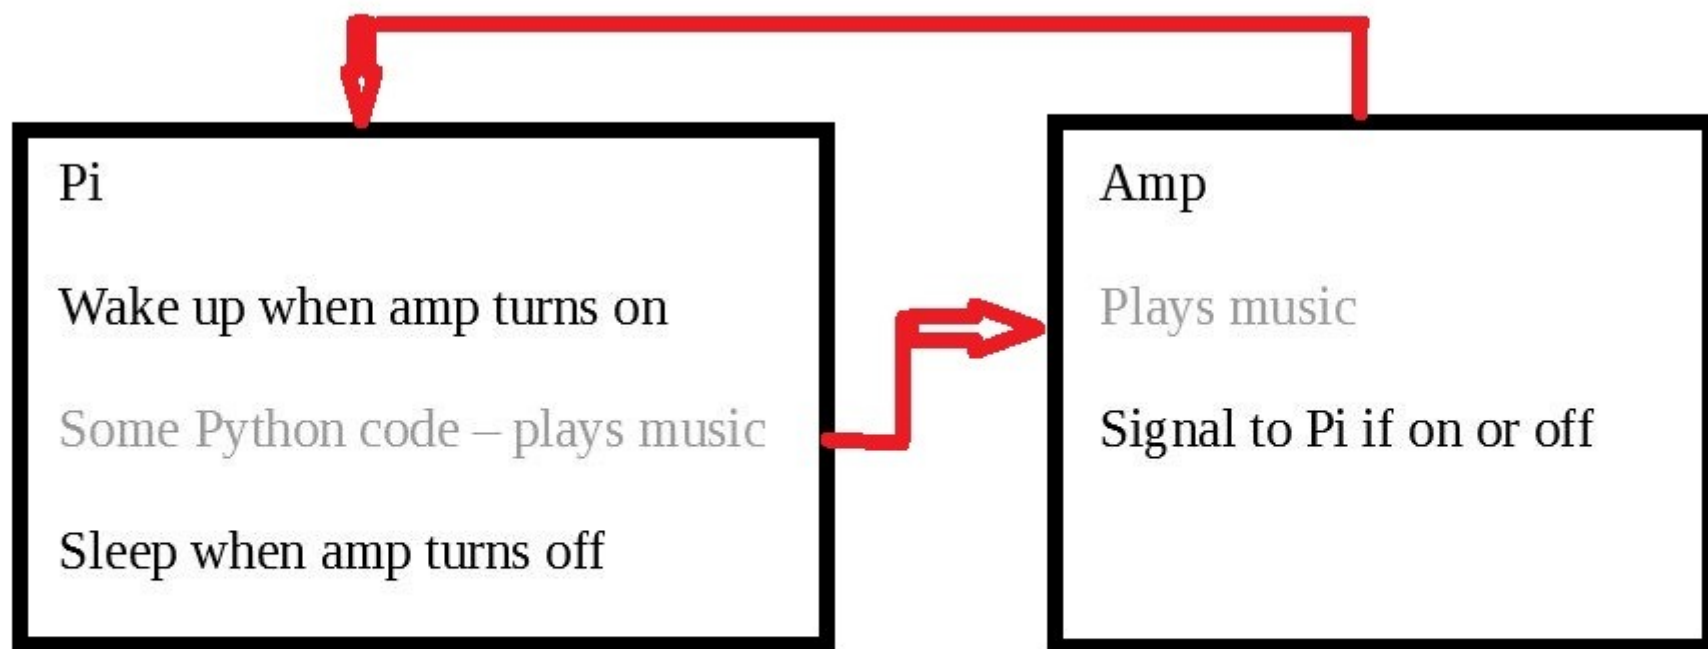 Pi
Wake up when amp turns on
Some Python code – plays music
Sleep when amp turns off
Amp
Plays music
Signal to Pi if on or off